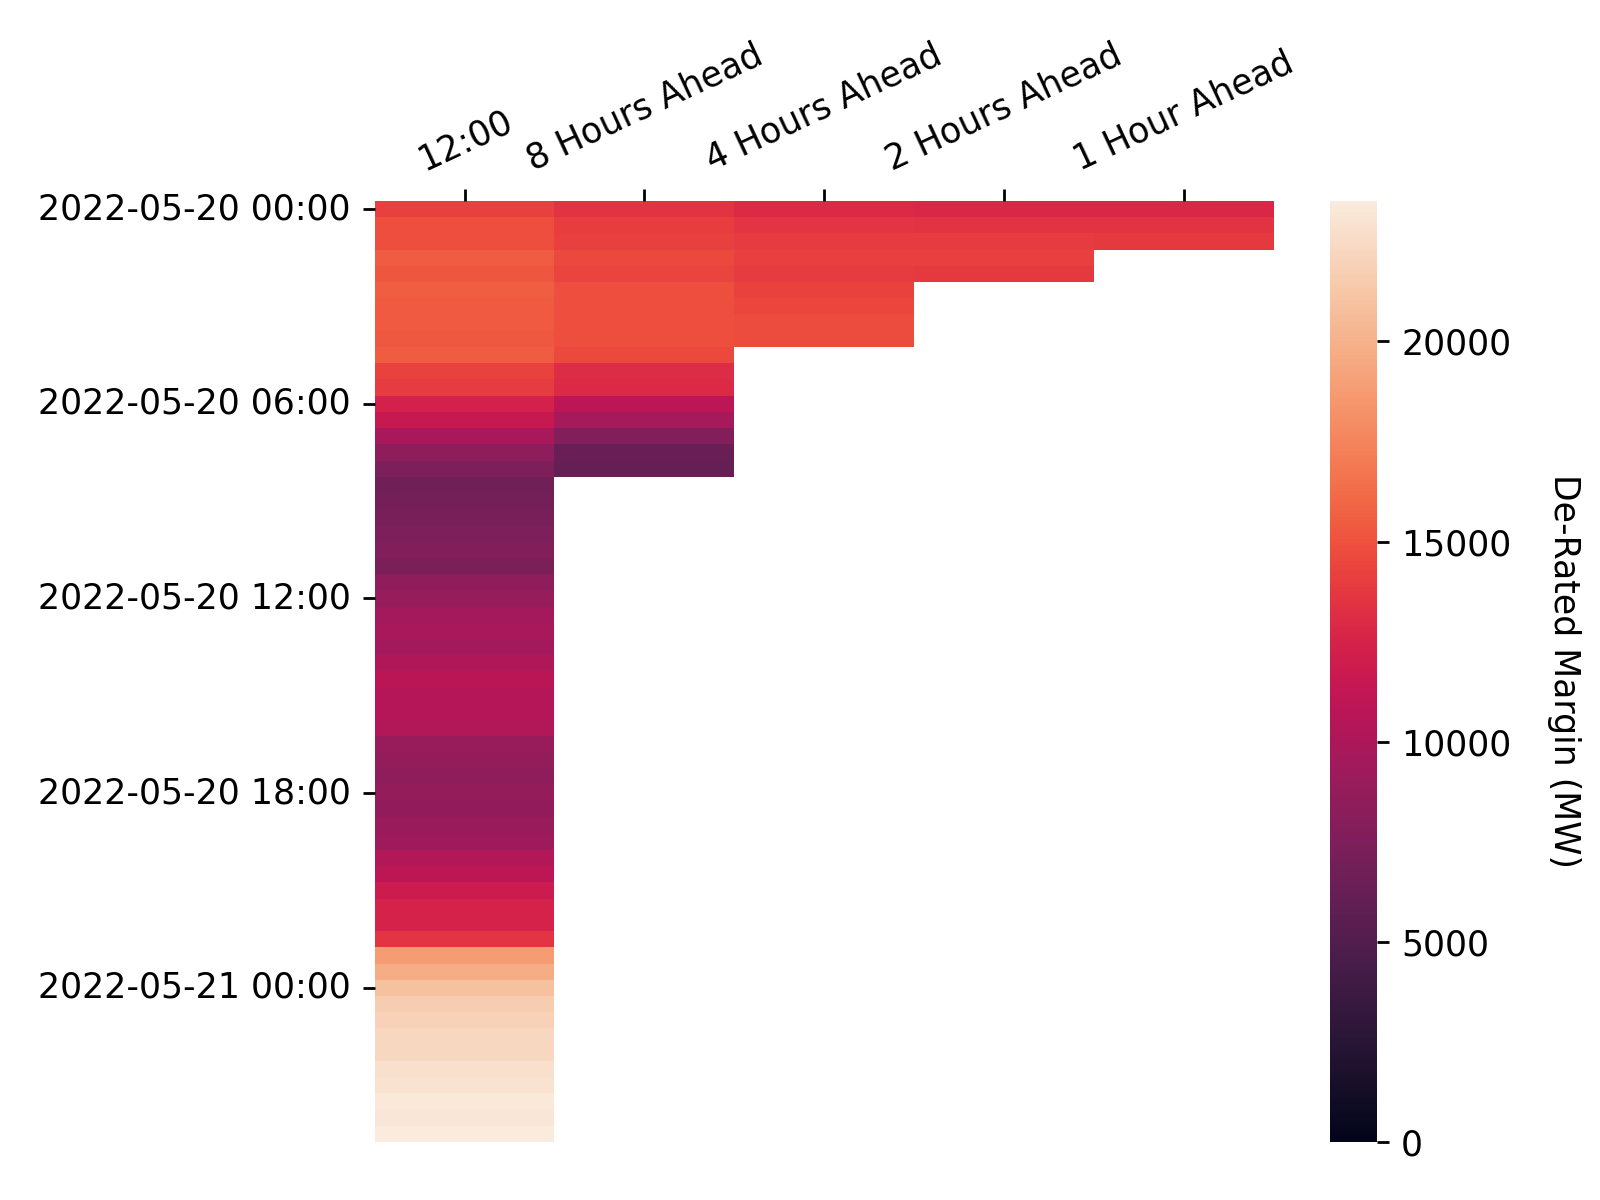 12:00
8 Hours Ahead
4 Hours Ahead
2 Hours Ahead
1 Hour Ahead
2022-05-20 00:00
2022-05-20 06:00
2022-05-20 12:00
2022-05-20 18:00
2022-05-21 00:00
20000
15000
10000
5000
0
De-Rated Margin (MW)